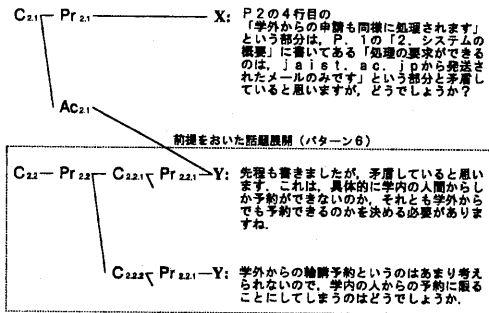 C2.1 Pr2.1 X: P2の4行目の
「学外からの申請も同様に処理されます」
という部分は，P．1の「2．システムの
概要」に書いてある「処理の要求ができる
のは，jaist．ac．jpから発送さ
れたメールのみです」という部分と矛盾し
ていると思いますが，どうでしょうか？
Ac2.1
前提をおいた話題展開（パターン6）
C2.2 Pr2.2 C2.2.1 Pr2.2.1 Y: 先程も書きましたが，矛盾していると思い
ます．これは，具体的に学内の人間からし
か予約ができないのか，それとも学外から
でも予約できるのかを決める必要がありま
すね．
C2.2.2 Pr2.2.1 Y: 学外からの輪講予約というのはあまり考え
られないので，学内の人からの予約に限る
ことにしてしまうのはどうでしょうか．